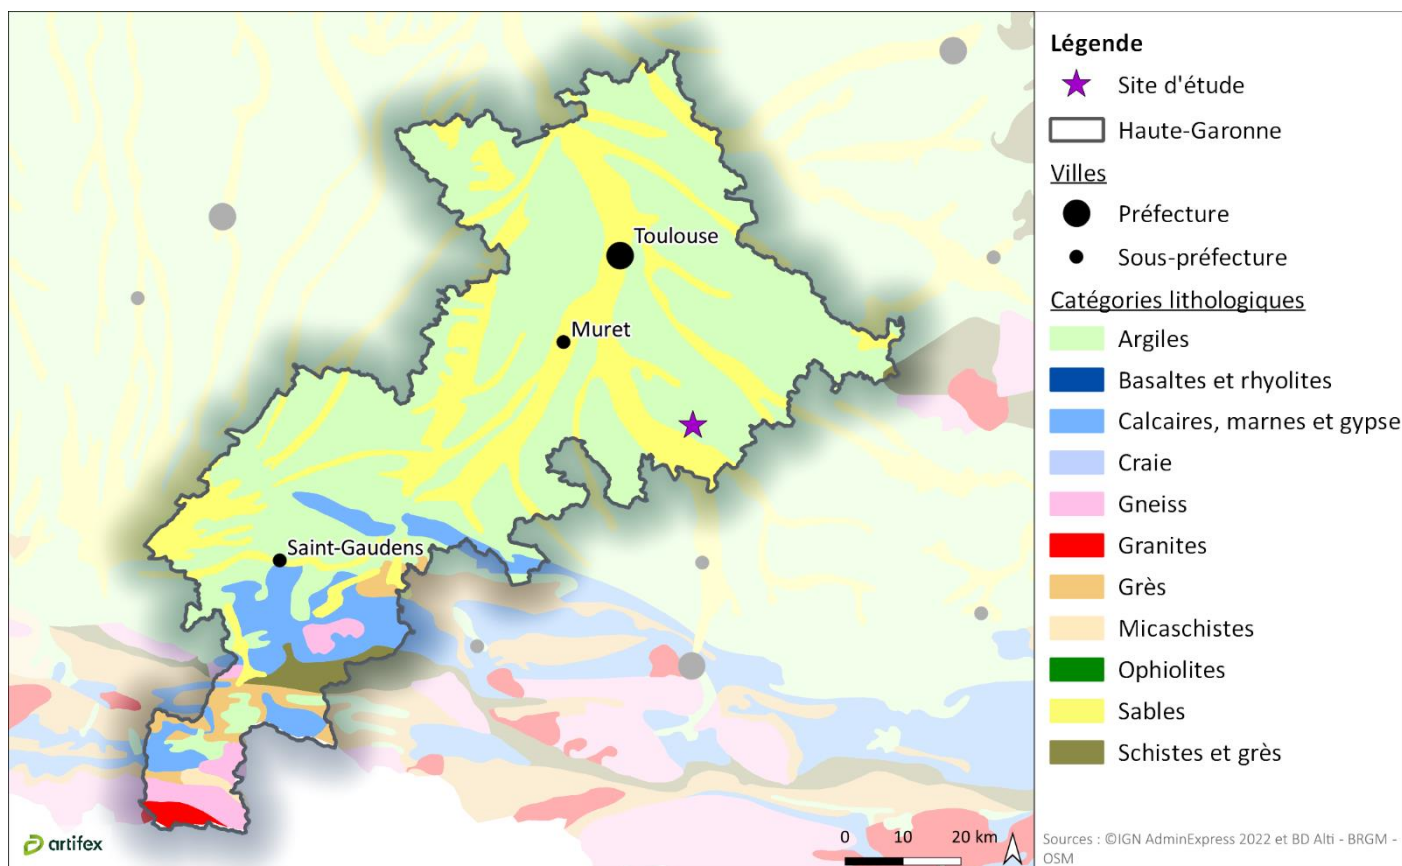 Toulouse
Muret
Saint-Gaudens
artifex
0 10 20 km
Légende
Site d'étude
Haute-Garonne
Villes
Préfecture
Sous-préfecture
Catégories lithologiques
Argiles
Basaltes et rhyolites
Calcaires, marnes et gypse
Craie
Gneiss
Granites
Grès
Micaschistes
Ophiolites
Sables
Schistes et grès
Sources : ©IGN AdminExpress 2022 et BD Alti - BRGM -
OSM